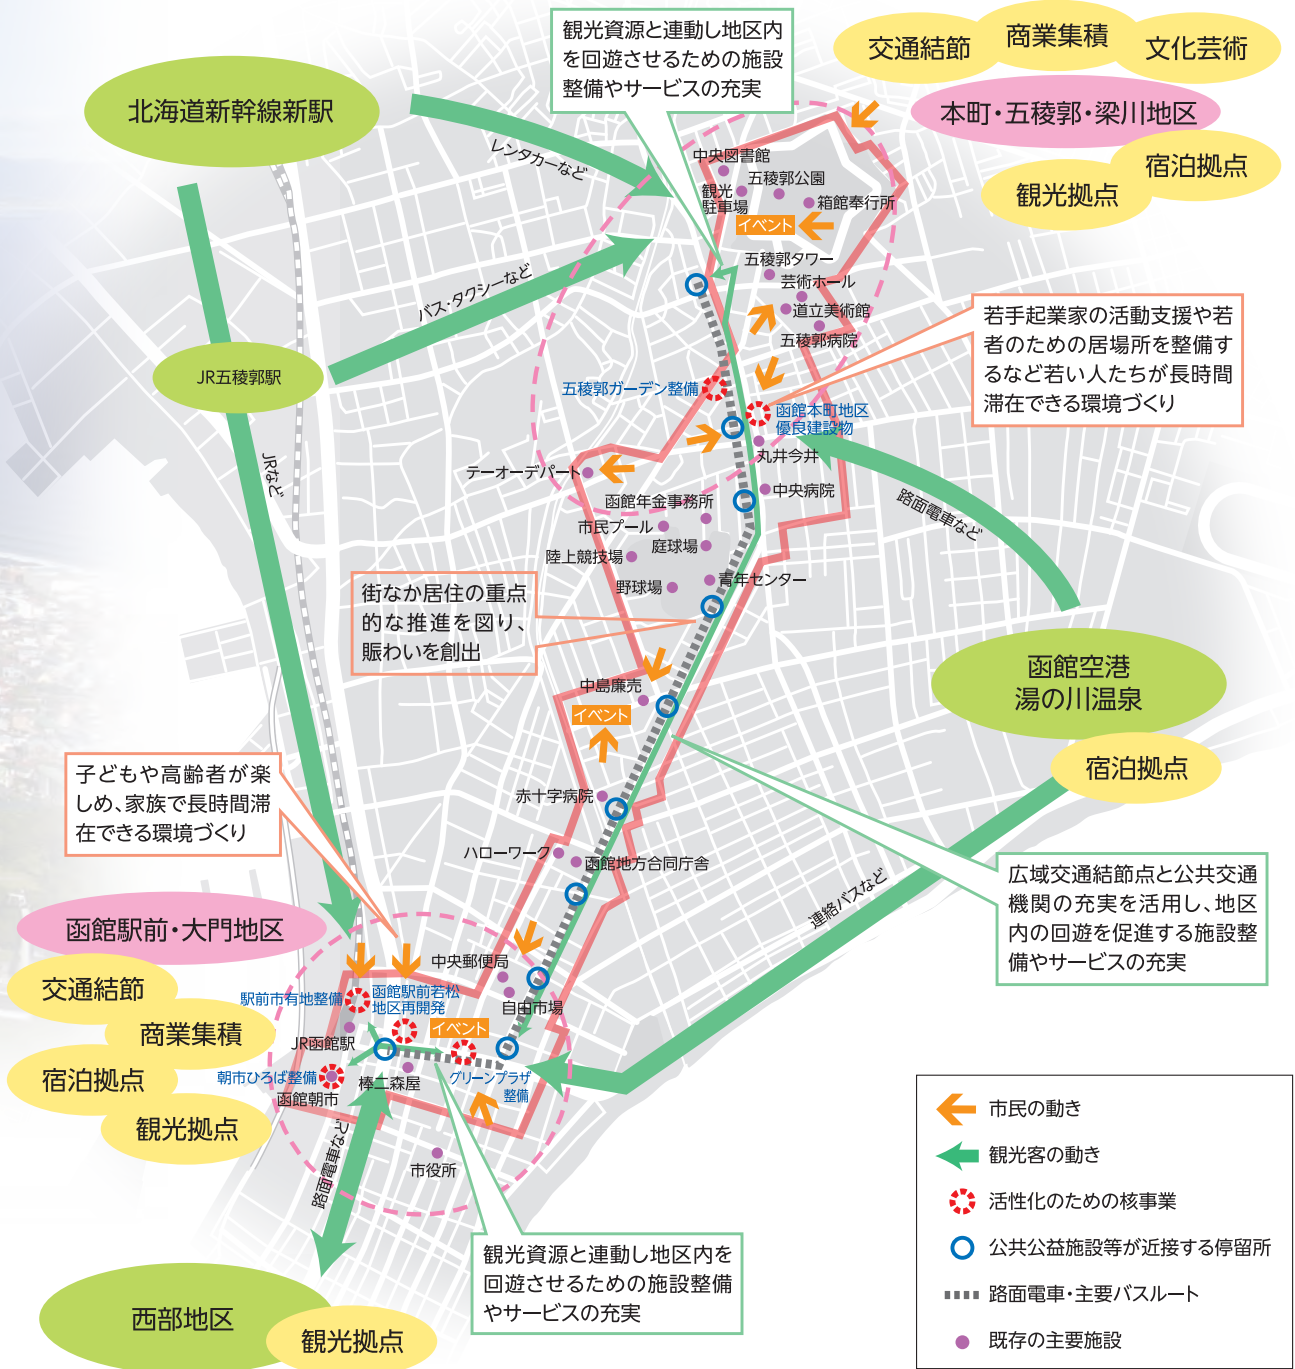 観光資源と連動し地区内
を回遊させるための施設
整備やサービスの充実
交通結節
商業集積
文化芸術
本町・五稜郭・梁川地区
宿泊拠点
観光拠点
北海道新幹線新駅
レンタカーなど
中央図書館
五稜郭公園
観光
駐車場
箱館奉行所
イベント
バス・タクシーなど
五稜郭タワー
芸術ホール
道立美術館
五稜郭病院
若手起業家の活動支援や若
者のための居場所を整備す
るなど若い人たちが長時間
滞在できる環境づくり
JR五稜郭駅
五稜郭ガーデン整備
函館本町地区
優良建設物
丸井今井
テーオーデパート
JRなど
中央病院
函館年金事務所
市民プール
庭球場
陸上競技場
野球場
青年センター
路面電車など
街なか居住の重点
的な推進を図り、
賑わいを創出
函館空港
湯の川温泉
宿泊拠点
中島廉売
イベント
子どもや高齢者が楽
しめ、家族で長時間滞
在できる環境づくり
赤十字病院
ハローワーク
函館地方合同庁舎
連絡バスなど
広域交通結節点と公共交通
機関の充実を活用し、地区
内の回遊を促進する施設整
備やサービスの充実
函館駅前・大門地区
交通結節
商業集積
宿泊拠点
観光拠点
中央郵便局
自由市場
駅前市有地整備
函館駅前若松
地区再開発
イベント
JR函館駅
朝市ひろば整備
函館朝市
棒二森屋
グリーンプラザ
整備
路面電車など
市役所
観光資源と連動し地区内を
回遊させるための施設整備
やサービスの充実
西部地区
観光拠点
市民の動き
観光客の動き
活性化のための核事業
公共公益施設等が近接する停留所
路面電車・主要バスルート
既存の主要施設